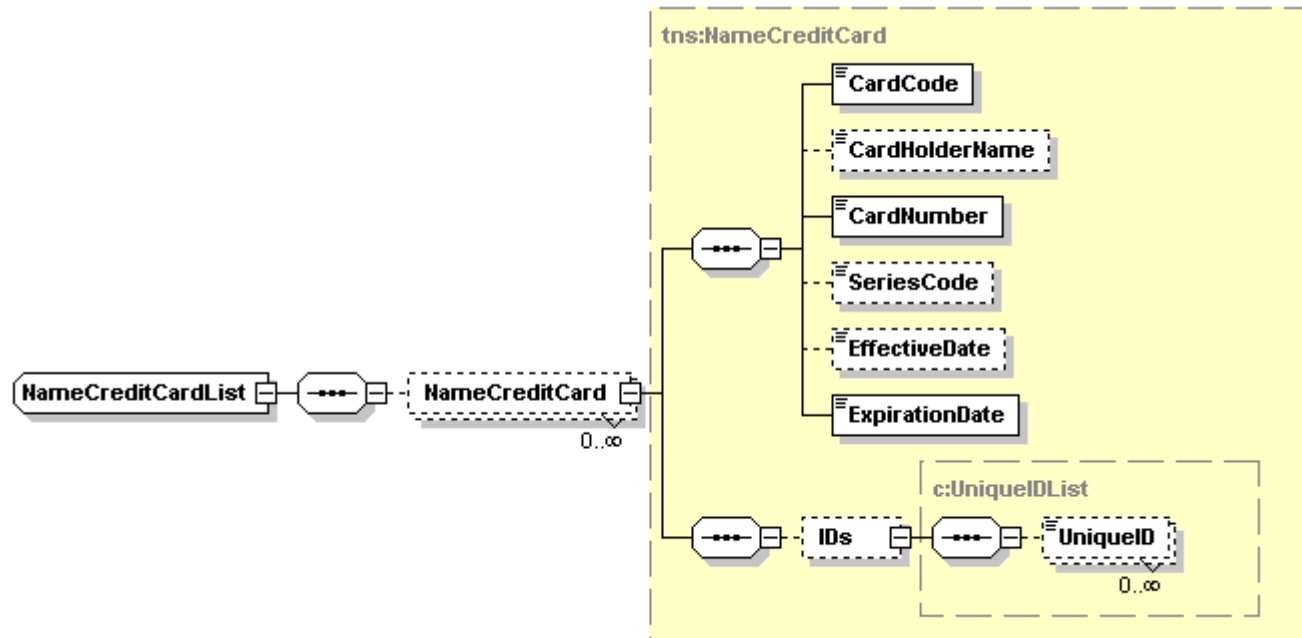 tns:NameCreditCard
CardCode
CardHolderName
CardNumber
SeriesCode
EffectiveDate
NameCreditCardList
NameCreditCard
0..∞
ExpirationDate
c:UniqueIDList
IDs
UniqueID
0..∞